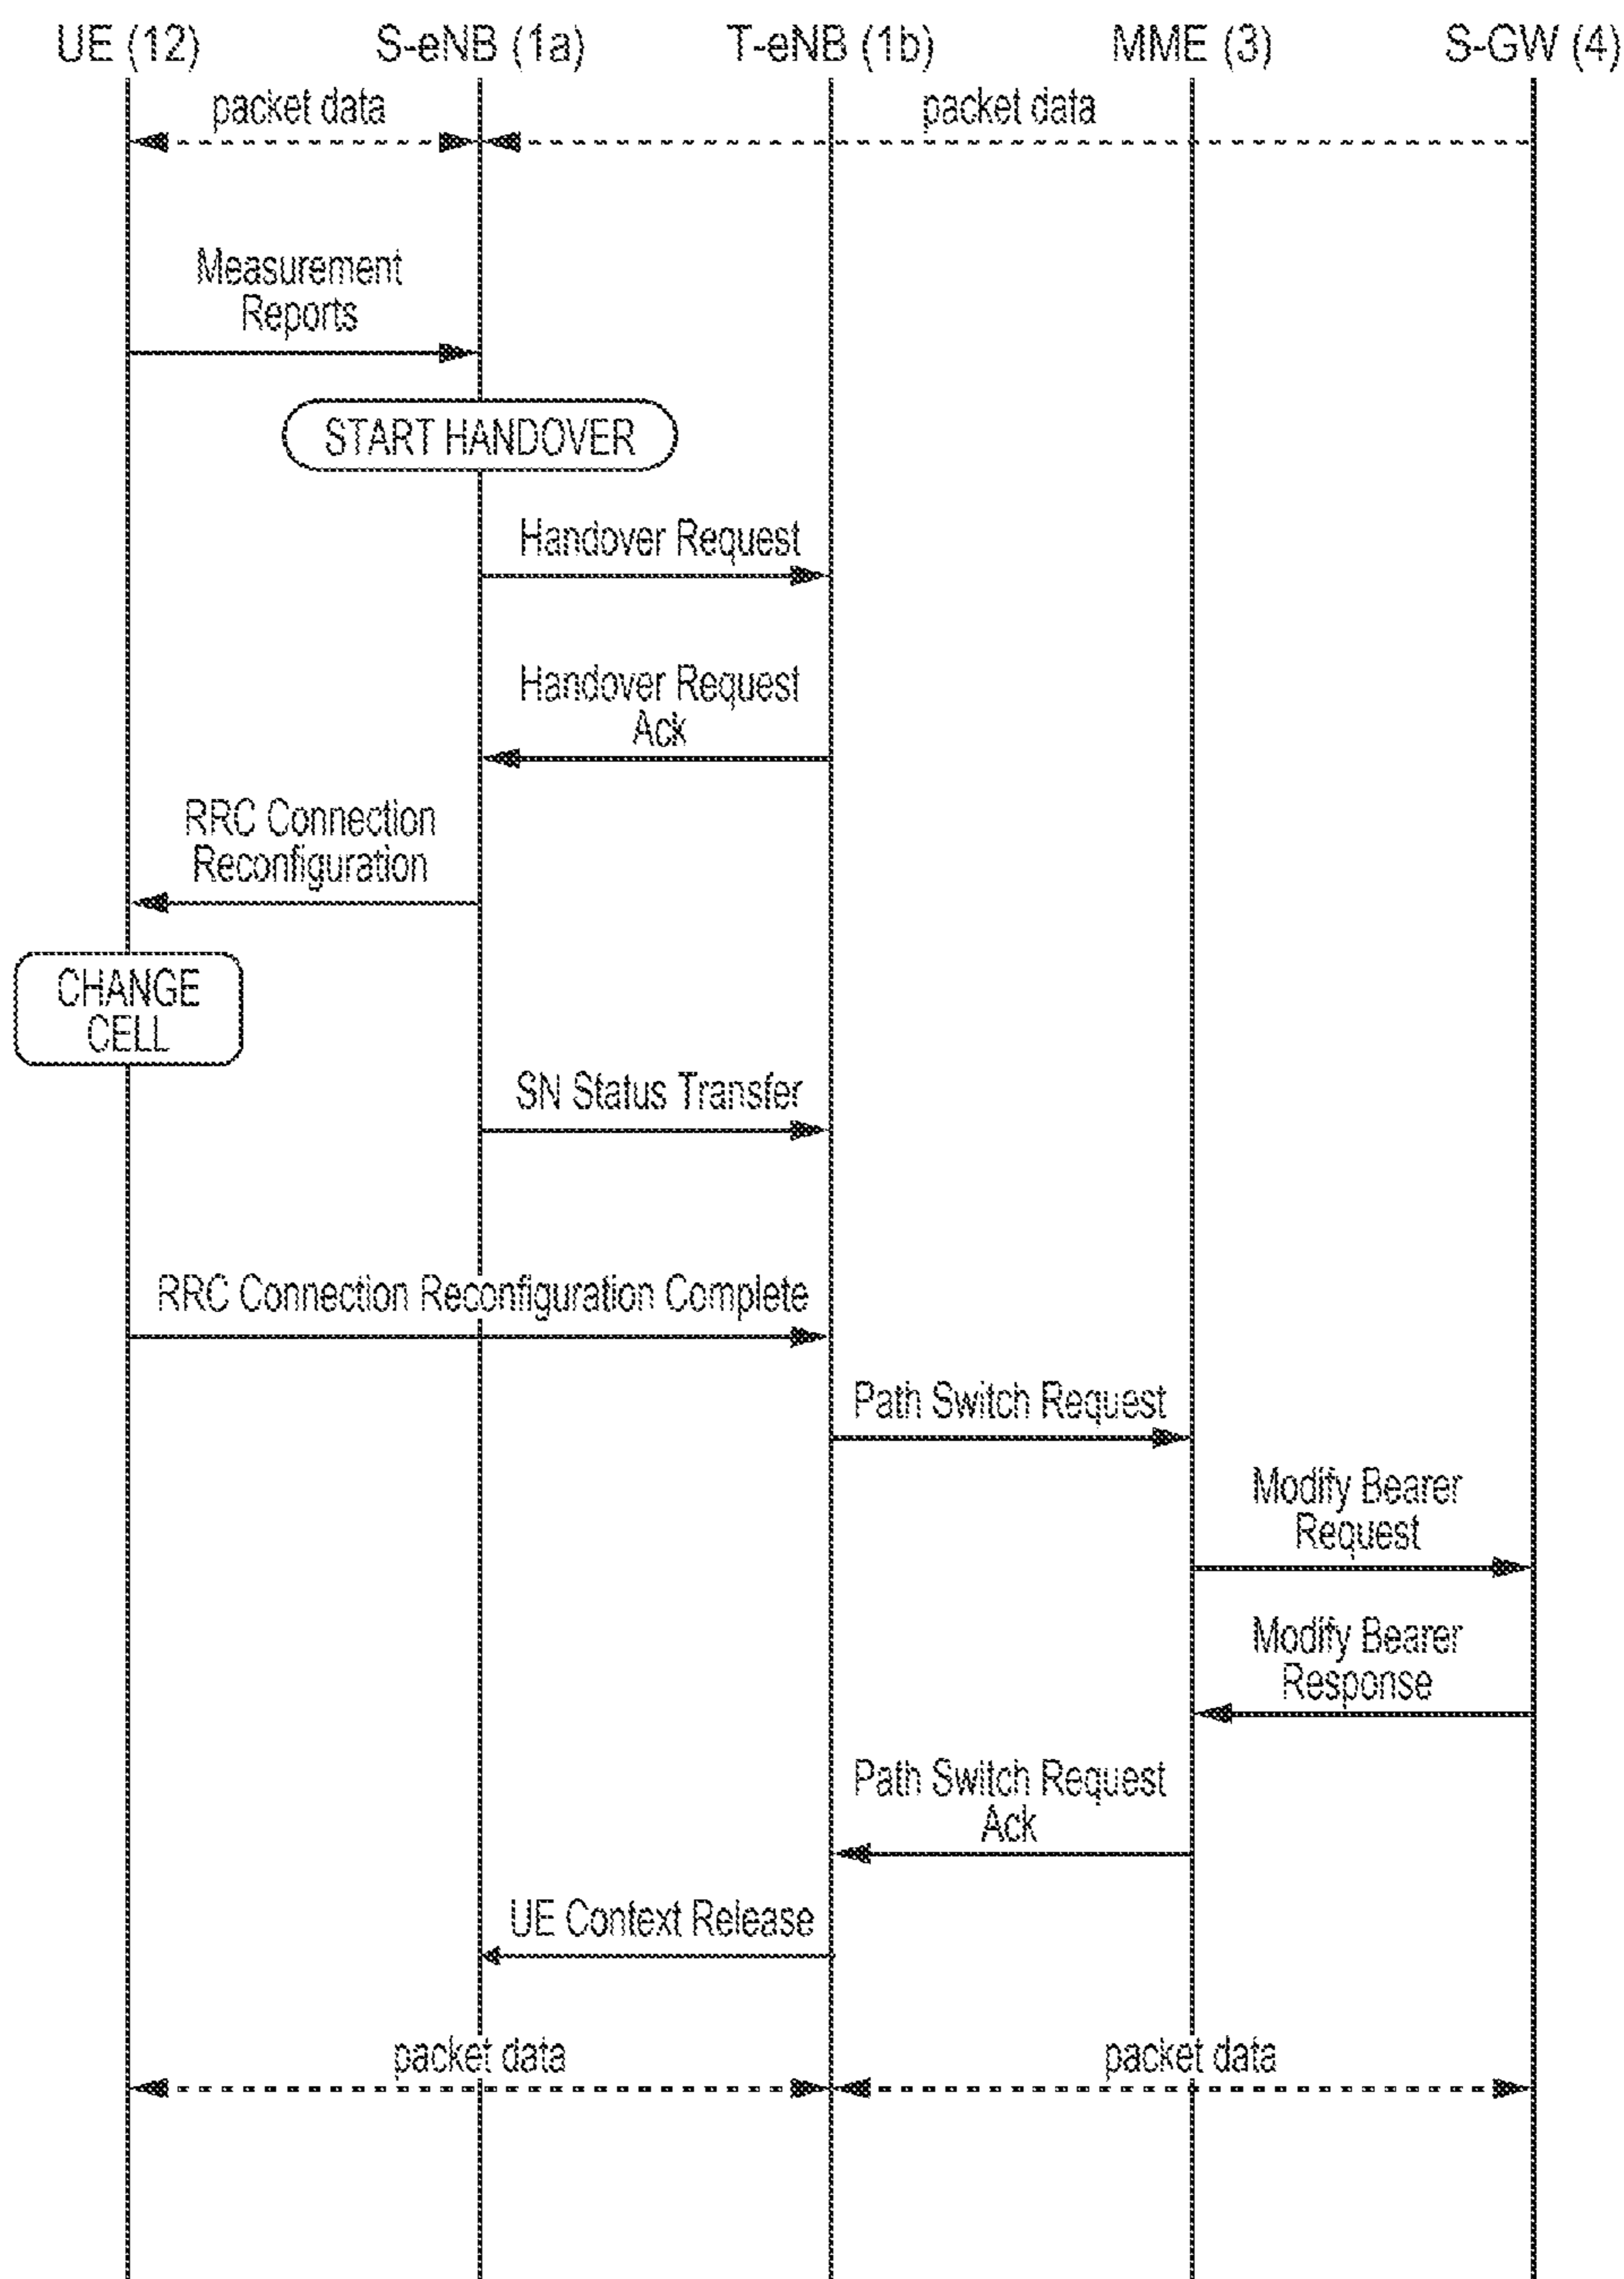 UE (12) S-eNB (1a) T-eNB (1b) MME (3) S-GW (4)
packet data packet data
Measurement
Reports
START HANDOVER
Handover Request
Handover Request
Ack
RRC Connection
Reconfiguration
CHANGE
CELL
SN Status Transfer
RRC Connection Reconfiguration Complete
Path Switch Request
Modify Bearer
Request
Modify Bearer
Response
Path Switch Request
Ack
UE Context Release
packet data packet data